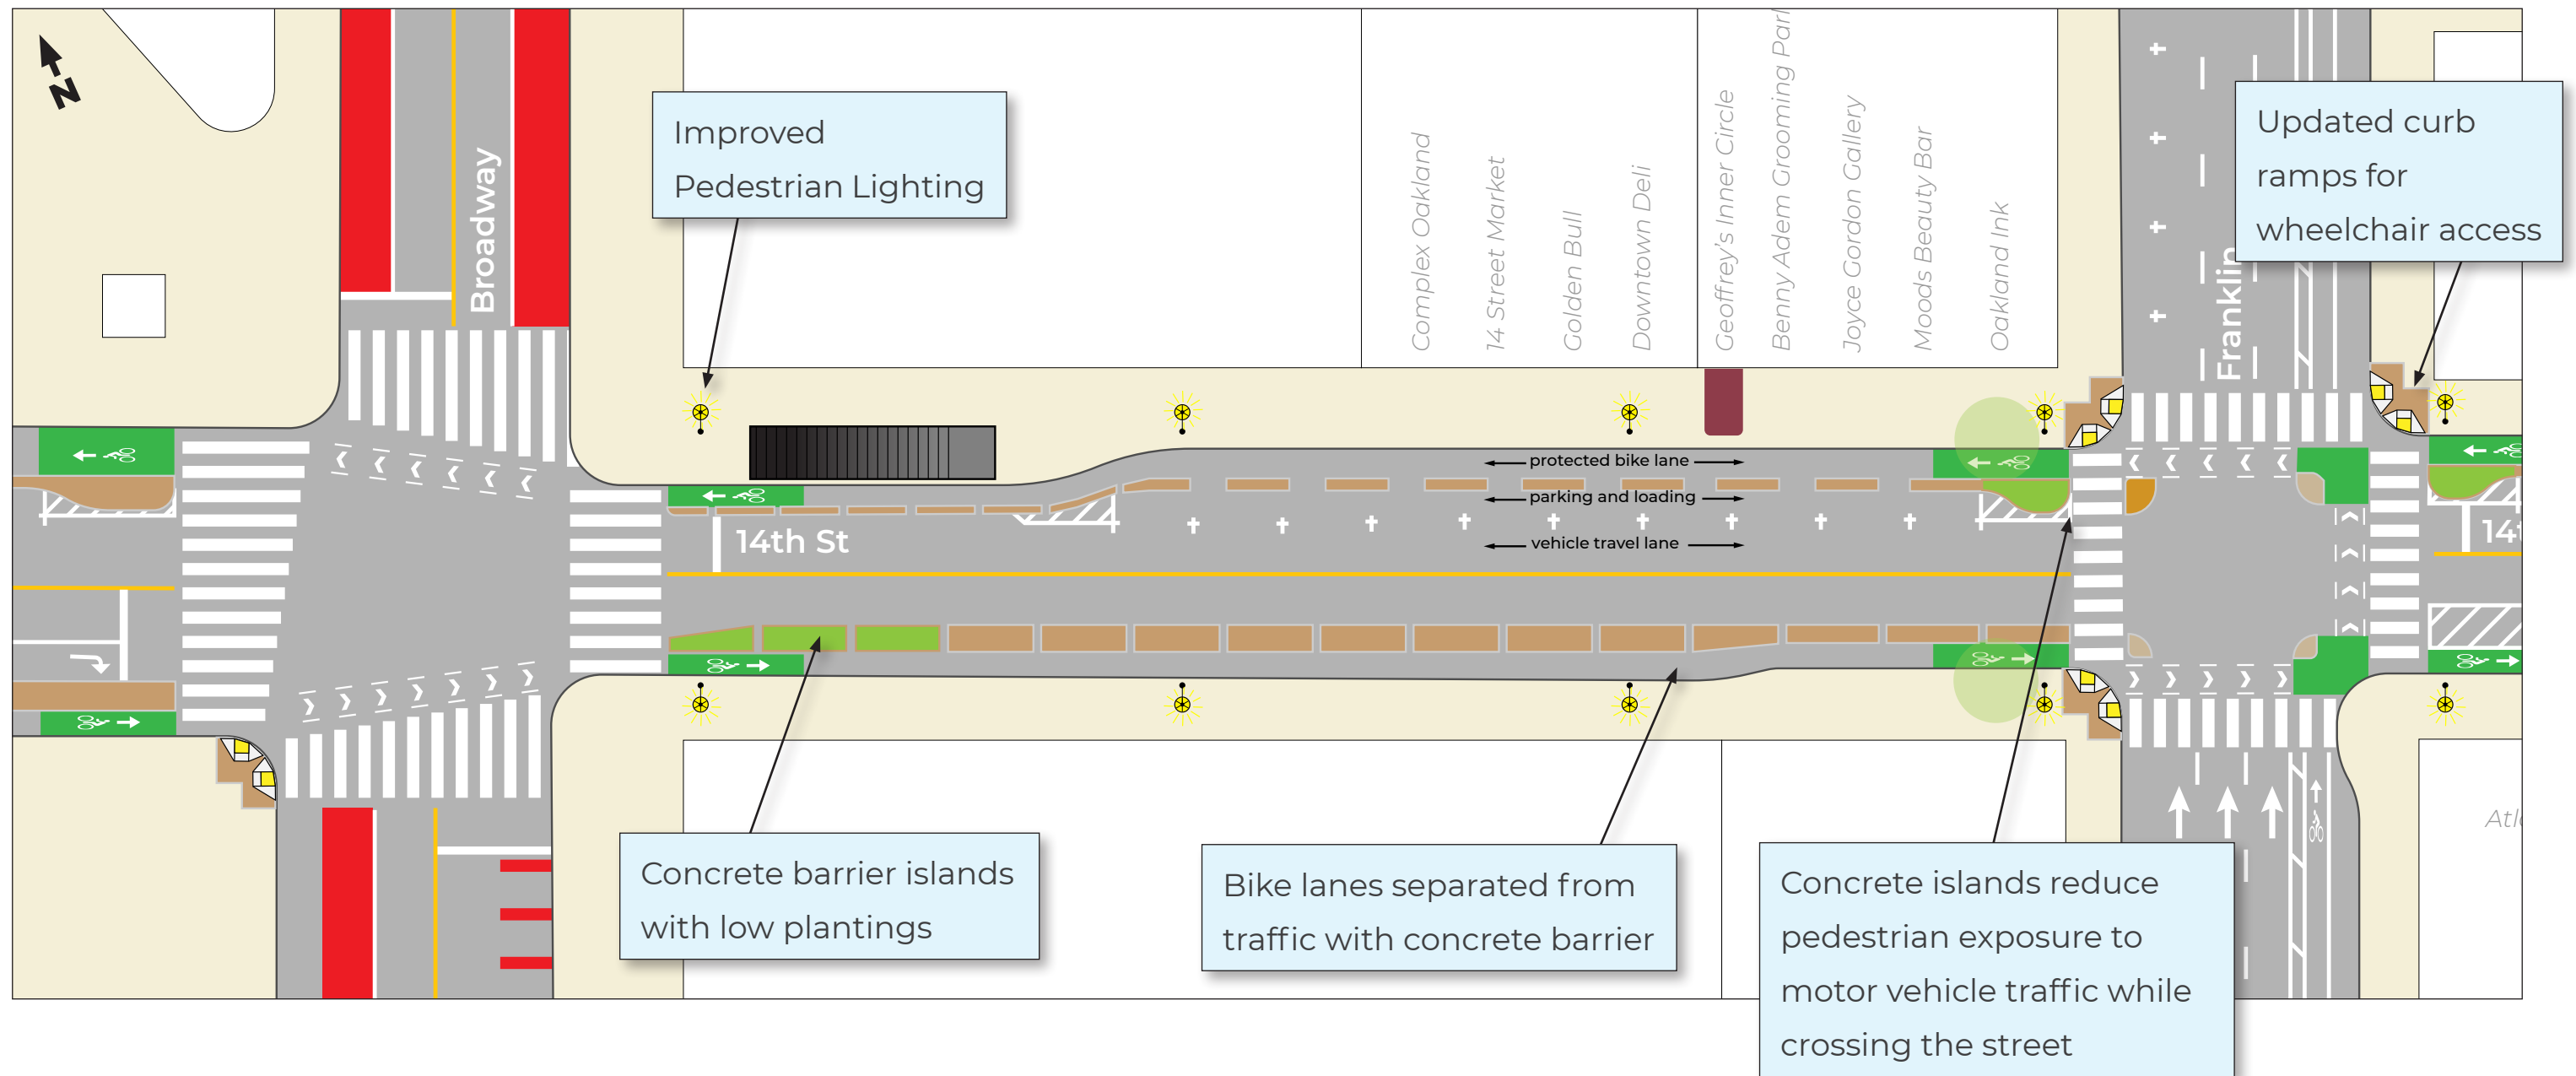 N
Broadway
Improved
Pedestrian Lighting
Complex Oakland
14 Street Market
Golden Bull
Downtown Deli
Geoffrey's Inner Circle
Benny Adem Grooming
Joyce Gordon Gallery
Moods Beauty Bar
Oakland Ink
Franklin
Updated curb
ramps for
wheelchair access
protected bike lane
parking and loading
vehicle travel lane
14th St
Concrete barrier islands
with low plantings
Bike lanes separated from
traffic with concrete barrier
Concrete islands reduce
pedestrian exposure to
motor vehicle traffic while
crossing the street